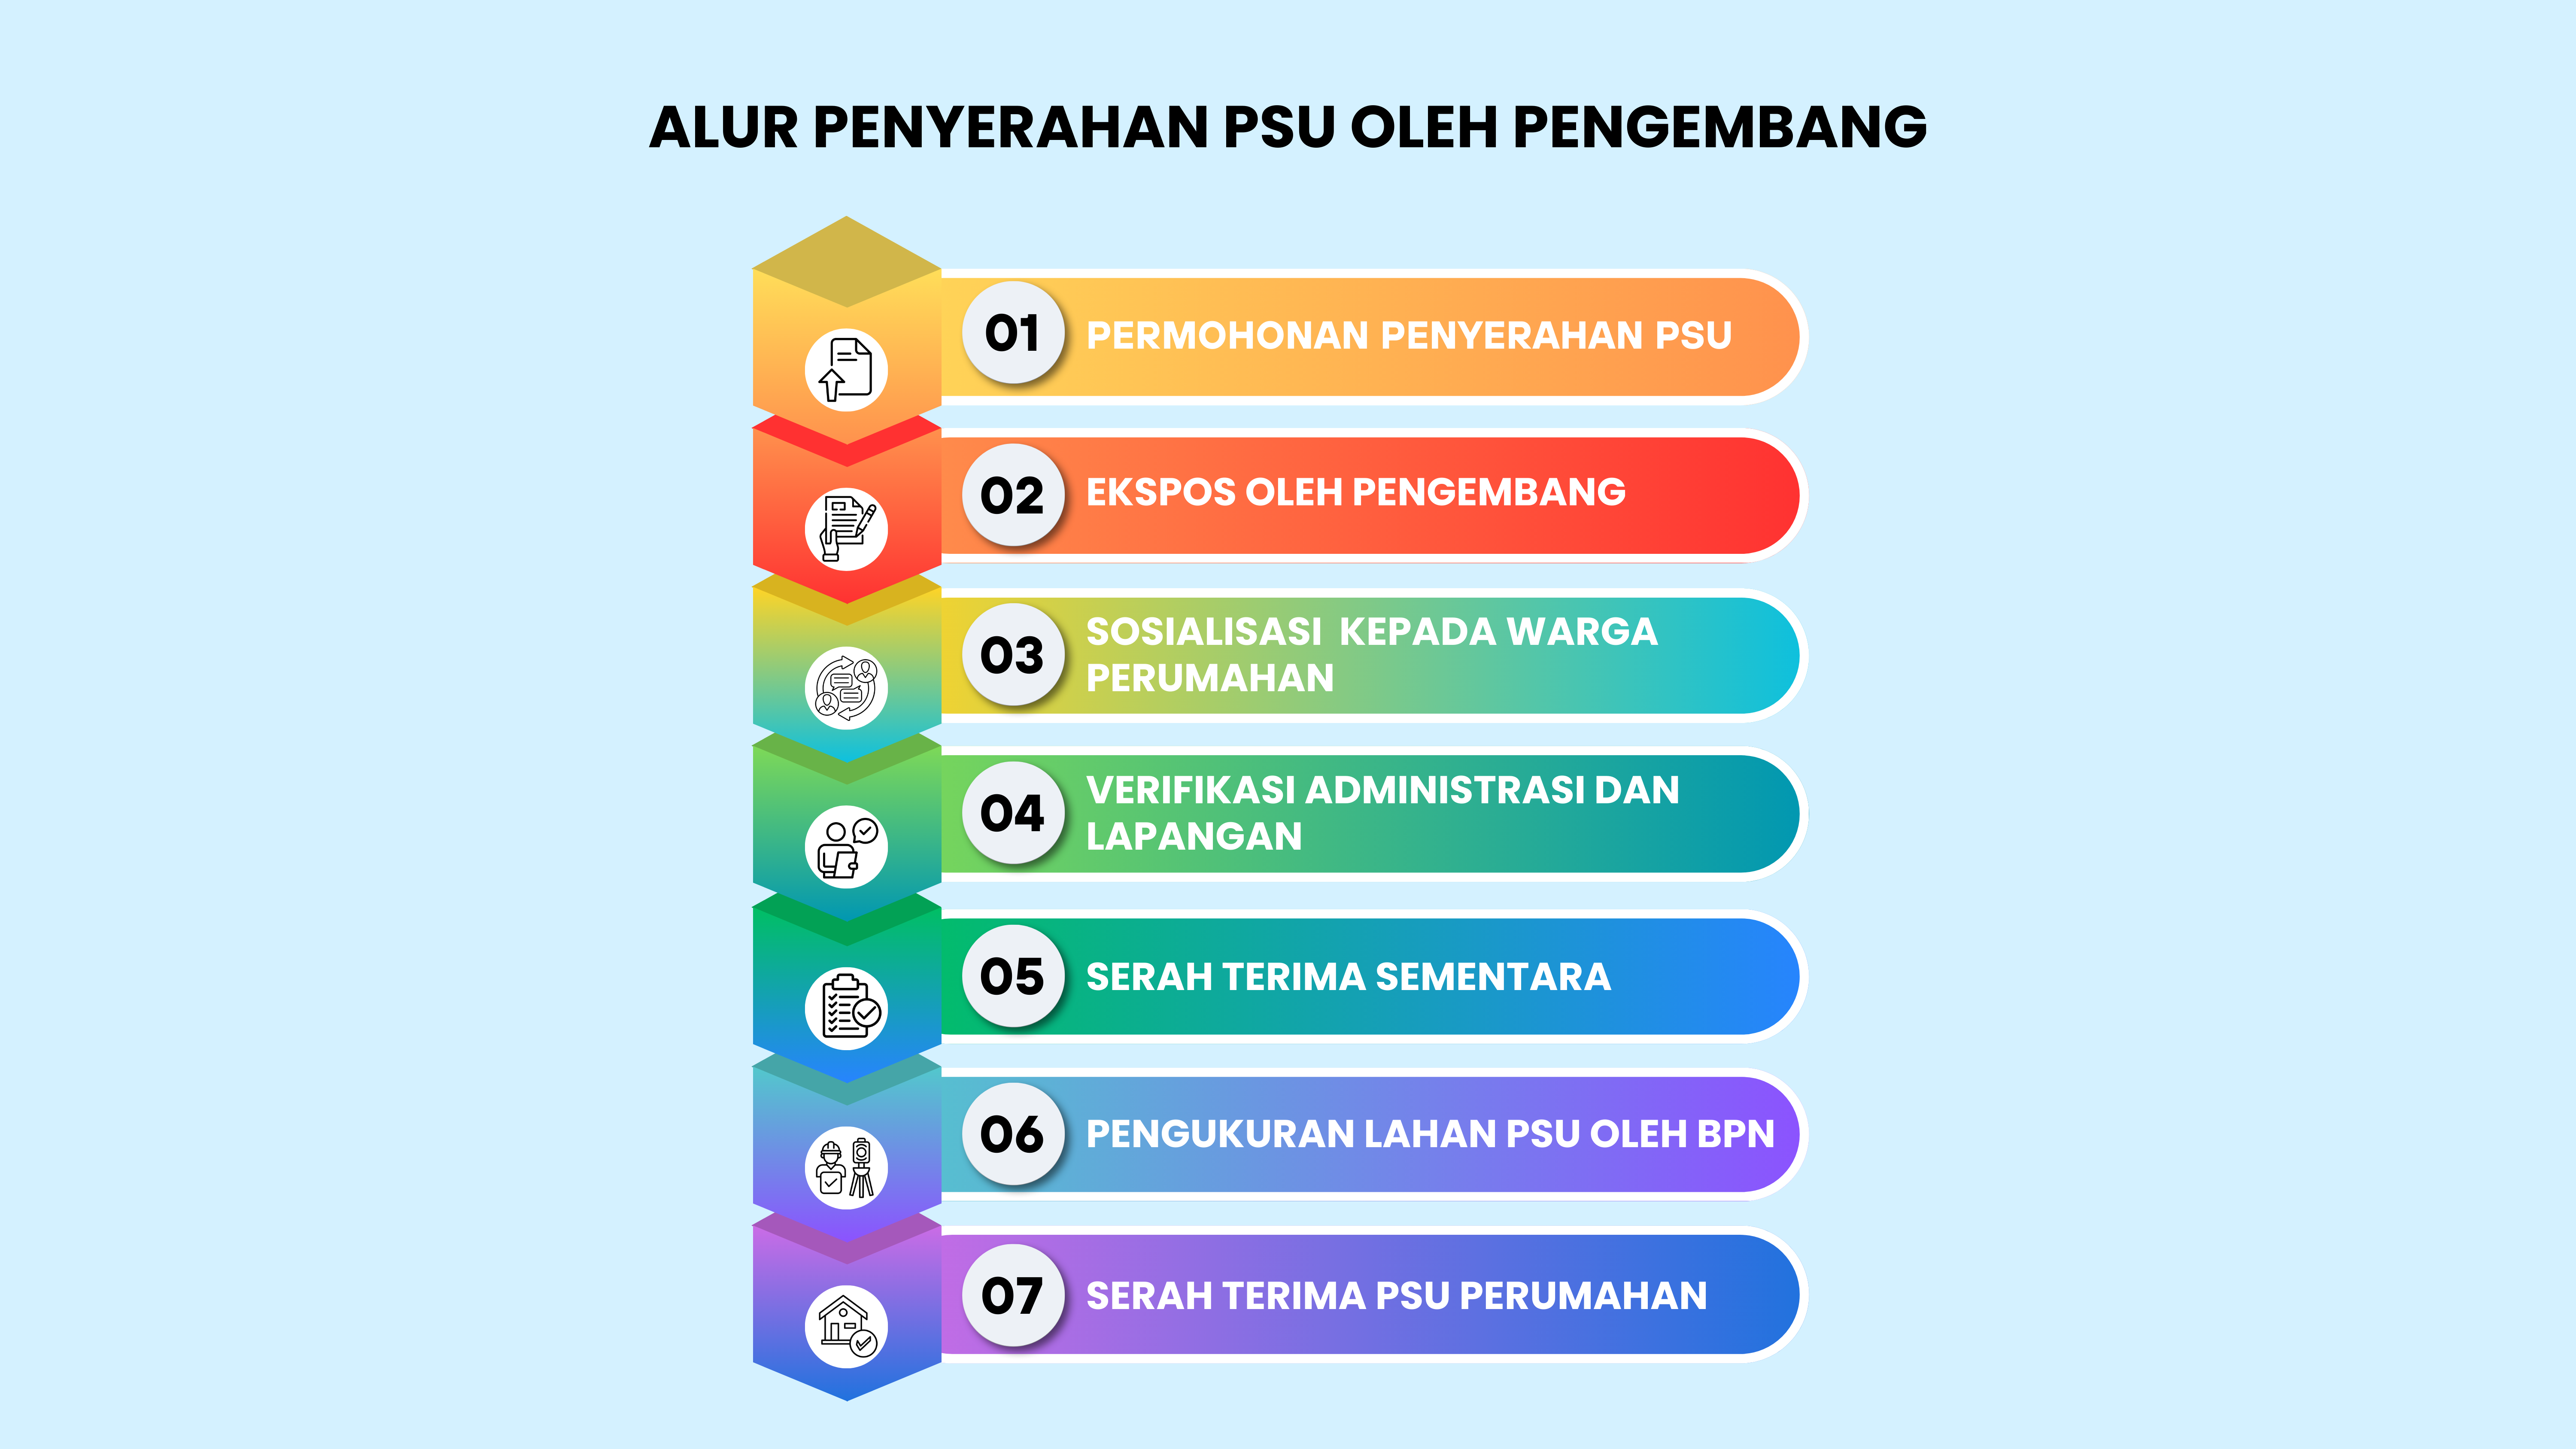 ALUR PENYERAHAN PSU OLEH PENGEMBANG
01 PERMOHONAN PENYERAHAN PSU
02 EKSPOS OLEH PENGEMBANG
03 SOSIALISASI  KEPADA WARGA
PERUMAHAN
04 VERIFIKASI ADMINISTRASI DAN
LAPANGAN
05 SERAH TERIMA SEMENTARA
06 PENGUKURAN LAHAN PSU OLEH BPN
07 SERAH TERIMA PSU PERUMAHAN